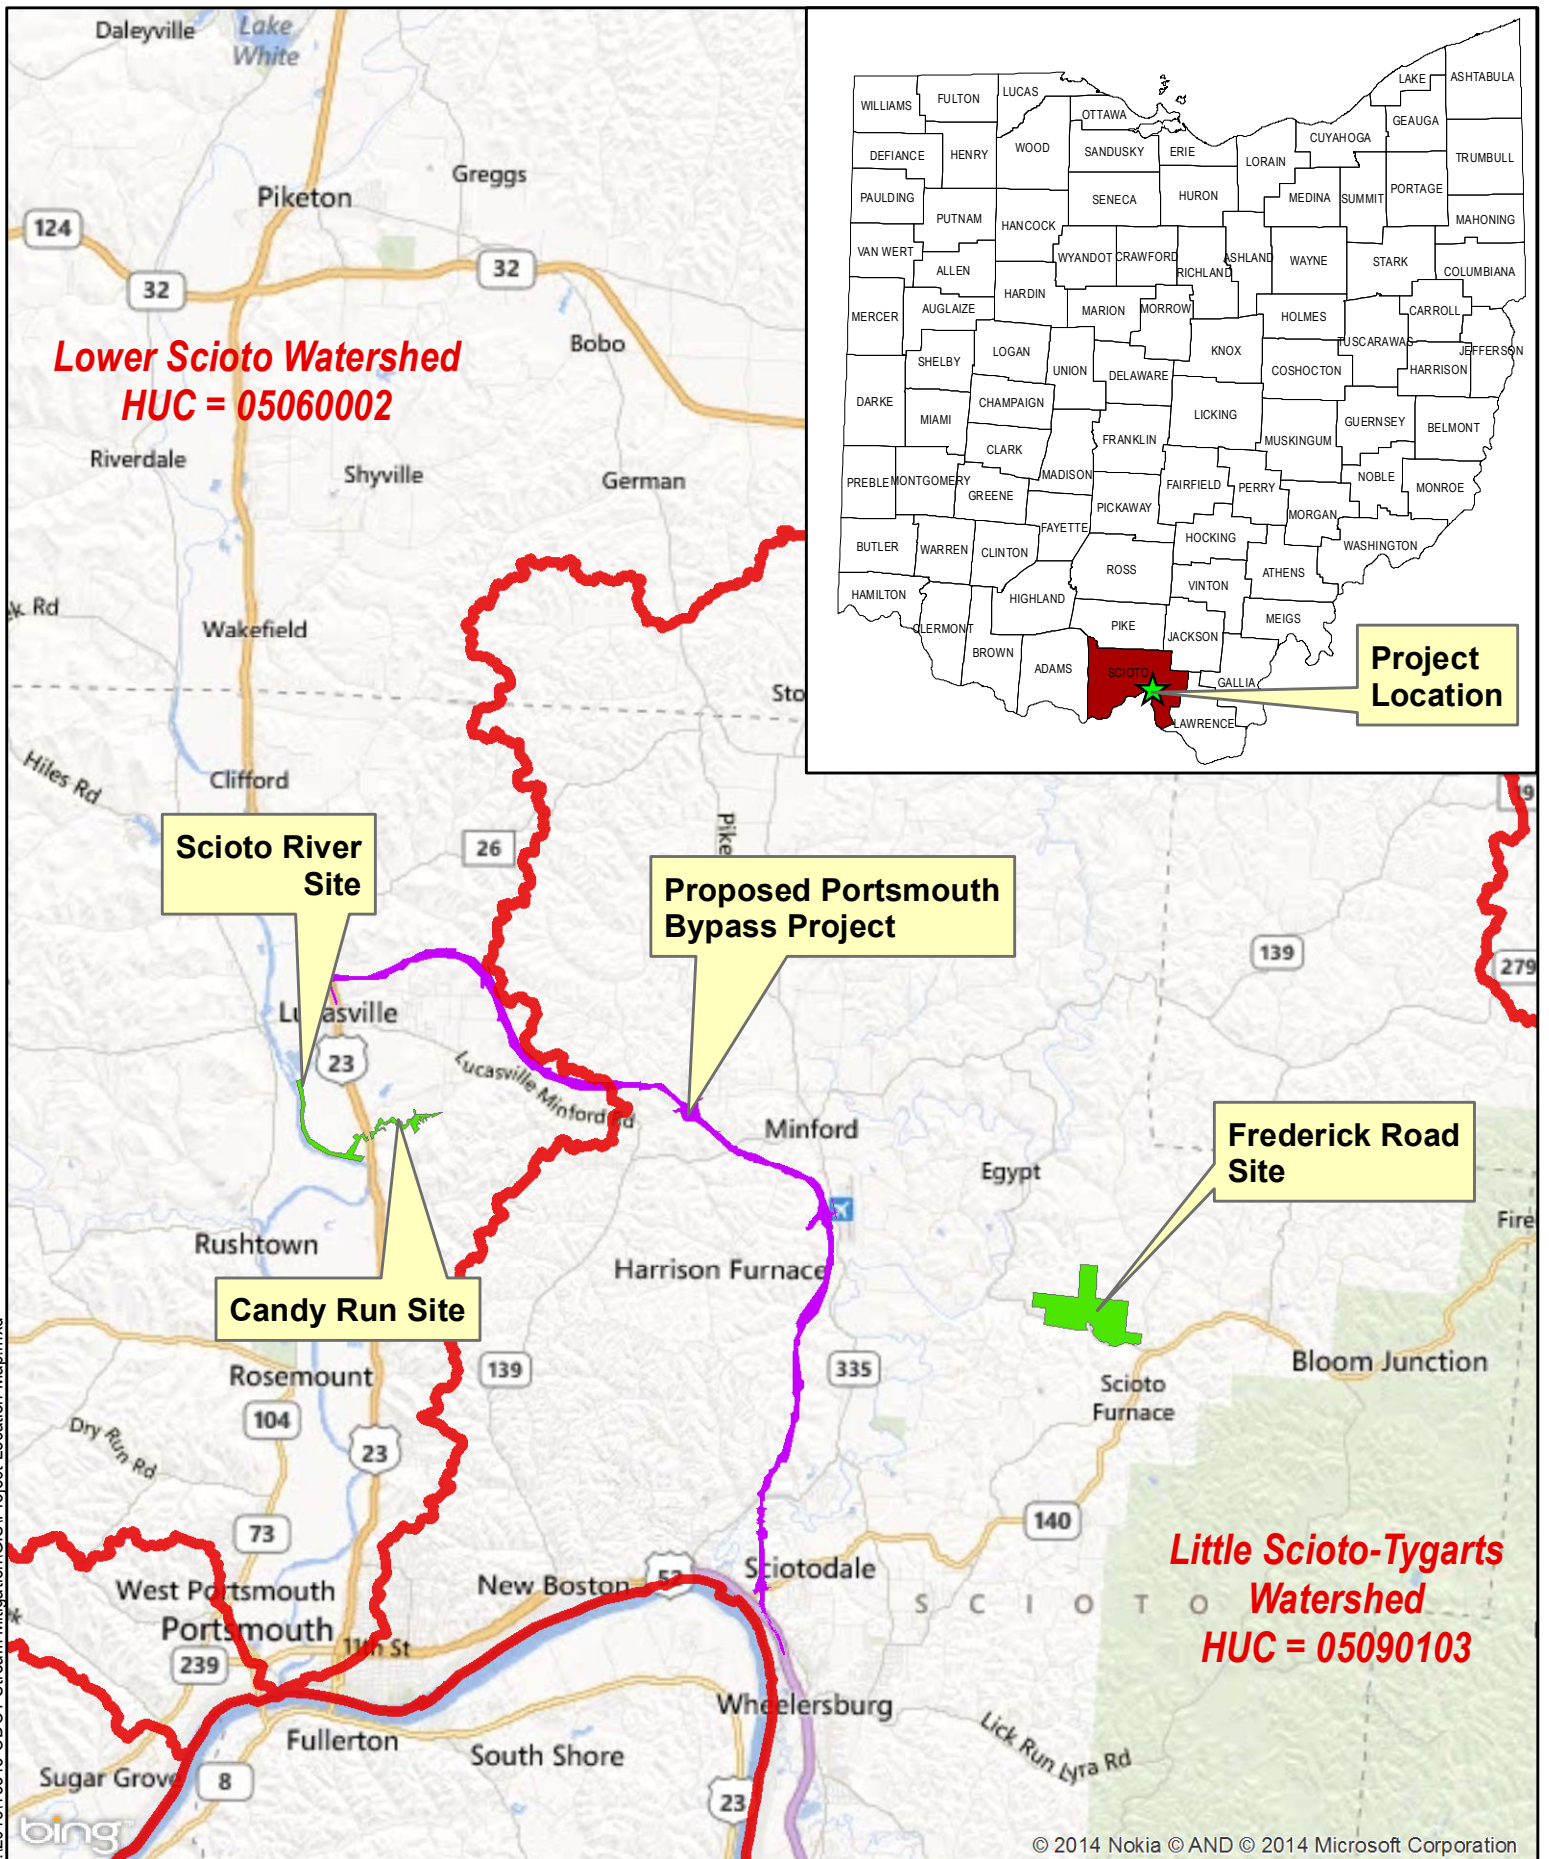 Daleyville
Lake
White
Greggs
Piketon
124
32
32
Bobo
Lower Scioto Watershed
HUC = 05060002
Riverdale
Shyville
German
Rd
Wakefield
Sto
Hiles Rd
Clifford
26
Pike
Scioto River
Site
Proposed Portsmouth
Bypass Project
139
279
19
Lucasville
23
Lucasville Minford Rd
Minford
Egypt
Frederick Road
Site
Fire
Rushtown
Harrison Furnace
Candy Run Site
Rosemount
139
335
Bloom Junction
Scioto
Furnace
104
Dry Run Rd
23
73
140
Little Scioto-Tygarts
Watershed
HUC = 05090103
SCIOTO
West Portsmouth
Portsmouth
New Boston
52
Sciotodale
11th St
239
Wheelersburg
Fullerton
South Shore
Lick Run Lyra Rd
Sugar Grove
8
23
bing
© 2014 Nokia © AND © 2014 Microsoft Corporation
WILLIAMS
FULTON
LUCAS
OTTAWA
LAKE
ASHTABULA
GEAUGA
CUYAHOGA
DEFIANCE
HENRY
WOOD
SANDUSKY
ERIE
LORAIN
TRUMBULL
PAULDING
PUTNAM
HANCOCK
SENECA
HURON
MEDINA
SUMMIT
PORTAGE
MAHONING
VAN WERT
ALLEN
WYANDOT
CRAWFORD
RICHLAND
ASHLAND
WAYNE
STARK
COLUMBIANA
MERCER
AUGLAIZE
HARDIN
MARION
MORROW
HOLMES
CARROLL
TUSCARAWAS
JEFFERSON
SHELBY
LOGAN
UNION
DELAWARE
KNOX
COSHOCTON
HARRISON
DARKE
MIAMI
CHAMPAIGN
LICKING
GUERNSEY
BELMONT
CLARK
FRANKLIN
MUSKINGUM
PREBLE
MONTGOMERY
GREENE
MADISON
FAIRFIELD
PERRY
NOBLE
MONROE
PICKAWAY
MORGAN
FAYETTE
BUTLER
WARREN
CLINTON
HOCKING
WASHINGTON
ROSS
ATHENS
HAMILTON
HIGHLAND
VINTON
MEIGS
CLERMONT
PIKE
JACKSON
BROWN
ADAMS
SCIOTO
GALLIA
LAWRENCE
Project
Location